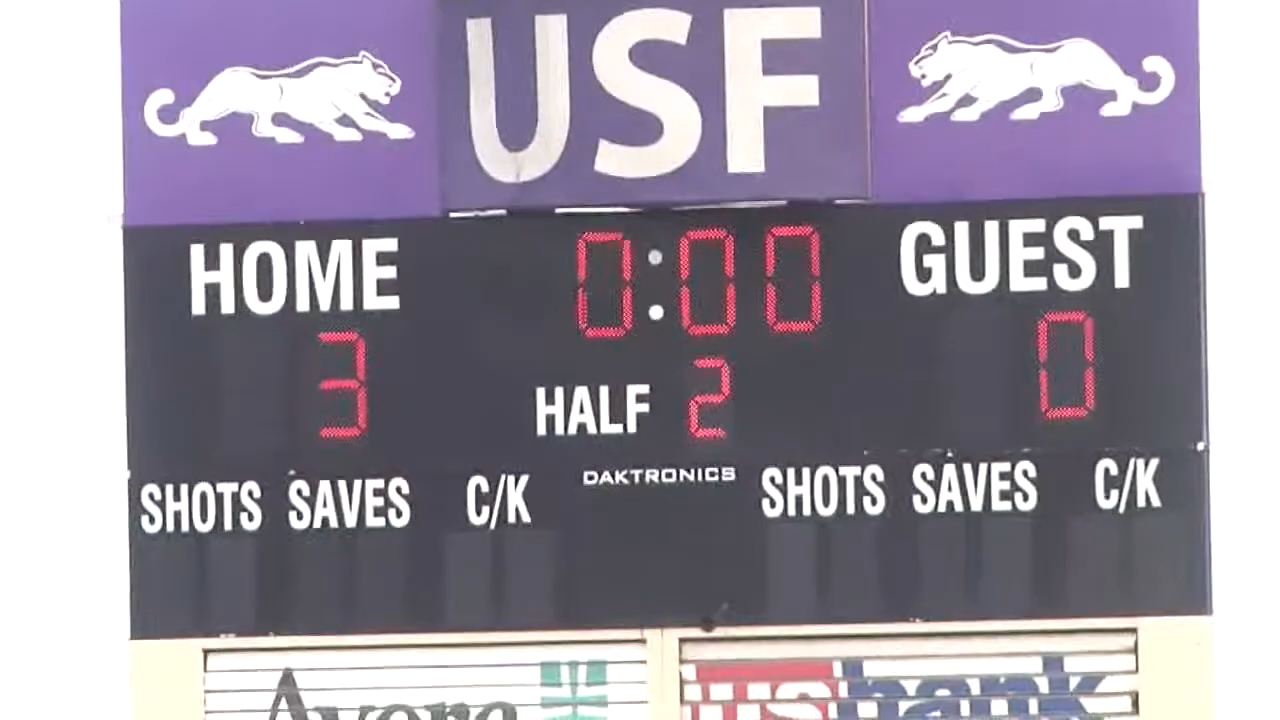 USF
HOME 0:00 GUEST
3 HALF 2 0
DAKTRONICS
SHOTS SAVES C/K SHOTS SAVES C/K
Avera usbank